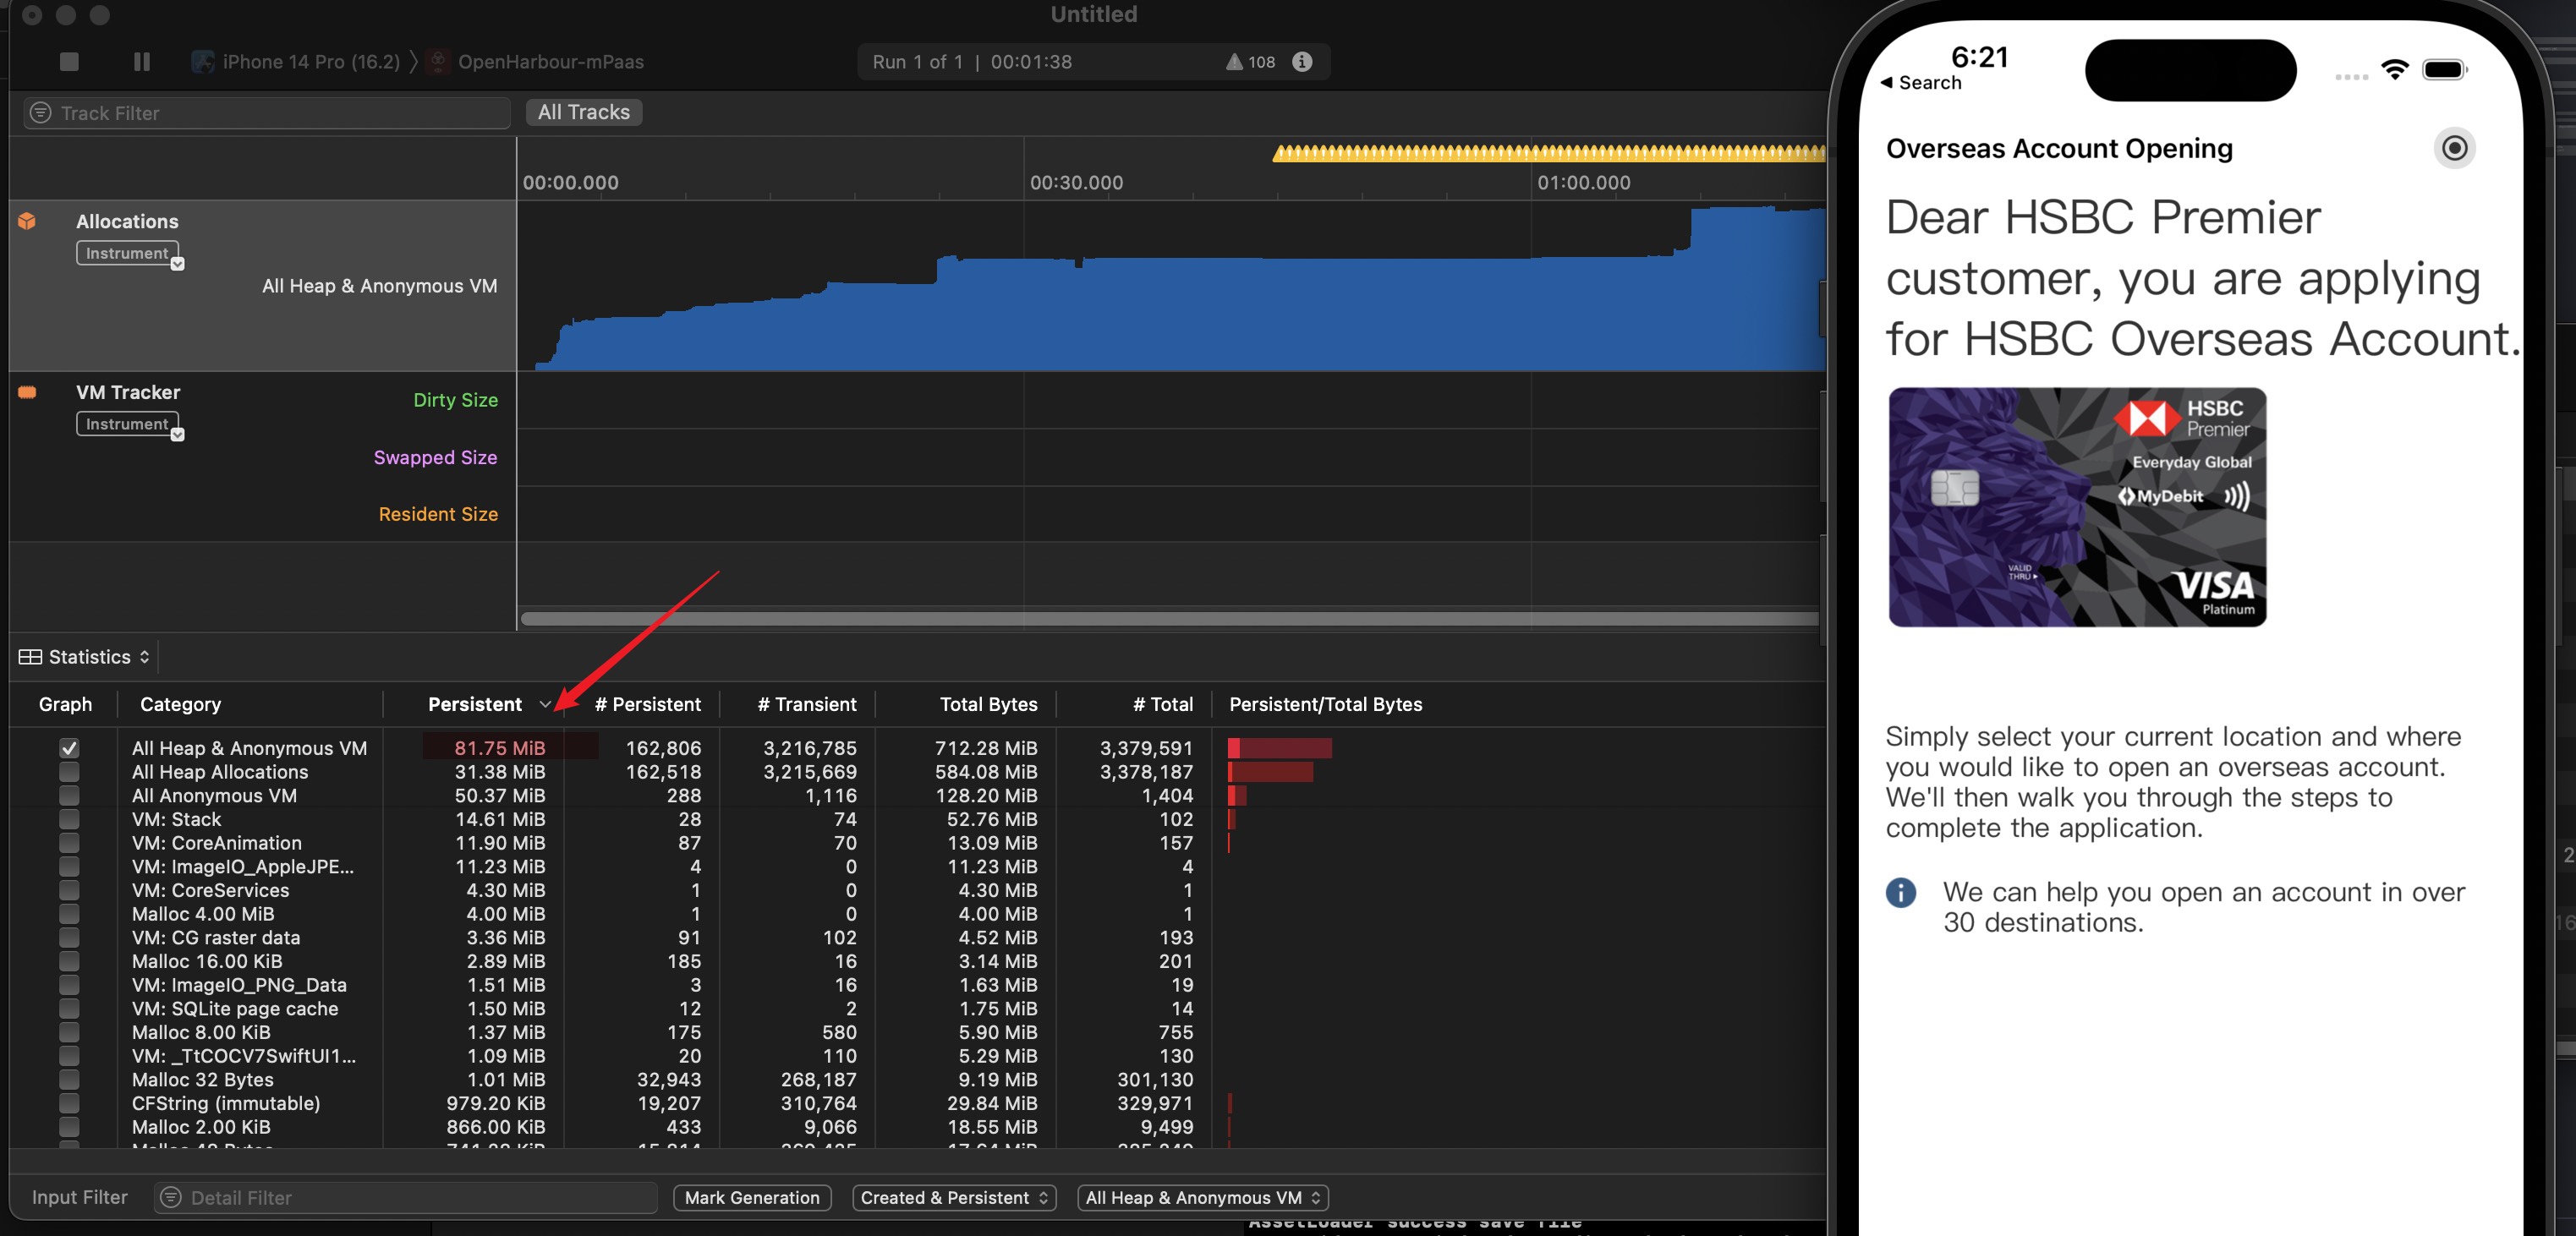 Untitled
iPhone 14 Pro (16.2) 〉 OpenHarbour-mPaas
Run 1 of 1 | 00:01:38
108
Track Filter
All Tracks
00:00.000
00:30.000
01:00.000
Allocations
Instrument
All Heap & Anonymous VM
VM Tracker
Instrument
Dirty Size
Swapped Size
Resident Size
Statistics
Graph Category Persistent # Persistent # Transient Total Bytes # Total Persistent/Total Bytes
All Heap & Anonymous VM 81.75 MiB 162,806 3,216,785 712.28 MiB 3,379,591
All Heap Allocations 31.38 MiB 162,518 3,215,669 584.08 MiB 3,378,187
All Anonymous VM 50.37 MiB 288 1,116 128.20 MiB 1,404
VM: Stack 14.61 MiB 28 74 52.76 MiB 102
VM: CoreAnimation 11.90 MiB 87 70 13.09 MiB 157
VM: ImageIO_AppleJPE... 11.23 MiB 4 0 11.23 MiB 4
VM: CoreServices 4.30 MiB 1 0 4.30 MiB 1
Malloc 4.00 MiB 4.00 MiB 1 0 4.00 MiB 1
VM: CG raster data 3.36 MiB 91 102 4.52 MiB 193
Malloc 16.00 KiB 2.89 MiB 185 16 3.14 MiB 201
VM: ImageIO_PNG_Data 1.51 MiB 3 16 1.63 MiB 19
VM: SQLite page cache 1.50 MiB 12 2 1.75 MiB 14
Malloc 8.00 KiB 1.37 MiB 175 580 5.90 MiB 755
VM: _TtCOCV7SwiftUI1... 1.09 MiB 20 110 5.29 MiB 130
Malloc 32 Bytes 1.01 MiB 32,943 268,187 9.19 MiB 301,130
CFString (immutable) 979.20 KiB 19,207 310,764 29.84 MiB 329,971
Malloc 2.00 KiB 866.00 KiB 433 9,066 18.55 MiB 9,499
Input Filter
Detail Filter
Mark Generation
Created & Persistent
All Heap & Anonymous VM
AssetLoader success save file
6:21
Search
Overseas Account Opening
Dear HSBC Premier
customer, you are applying
for HSBC Overseas Account.
HSBC
Premier
Everyday Global
MyDebit
VALID
THRU
VISA
Platinum
Simply select your current location and where
you would like to open an overseas account.
We'll then walk you through the steps to
complete the application.
We can help you open an account in over
30 destinations.